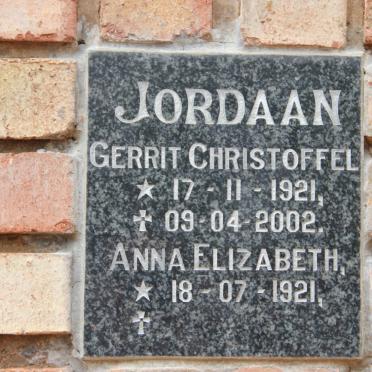 JORDAAN
GERRIT CHRISTOFFEL
★ 17-11-1921,
✝ 09-04-2002.
ANNA ELIZABETH,
★ 18-07-1921,
✝